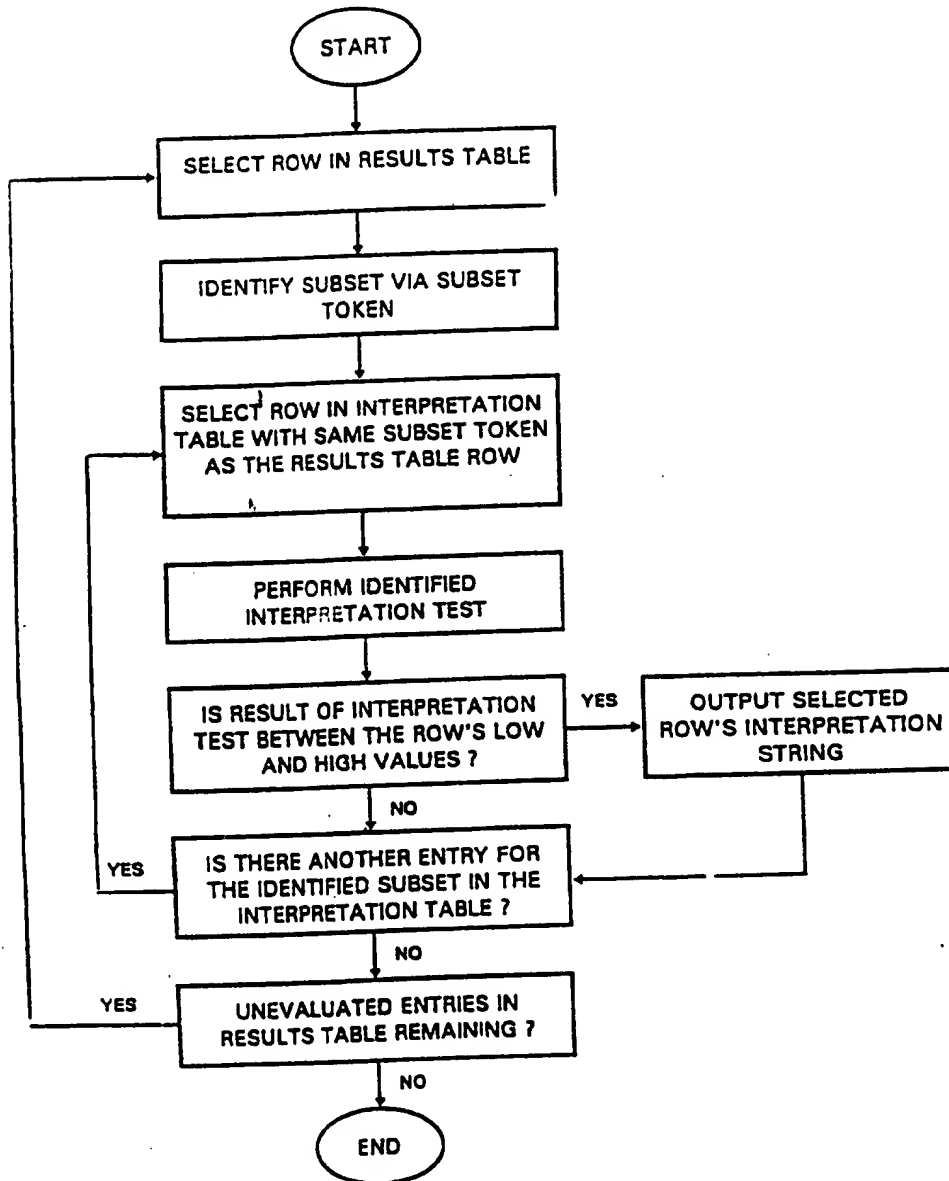 START
SELECT ROW IN RESULTS TABLE
IDENTIFY SUBSET VIA SUBSET
TOKEN
SELECT ROW IN INTERPRETATION
TABLE WITH SAME SUBSET TOKEN
AS THE RESULTS TABLE ROW
PERFORM IDENTIFIED
INTERPRETATION TEST
IS RESULT OF INTERPRETATION
TEST BETWEEN THE ROW'S LOW
AND HIGH VALUES ?
YES
OUTPUT SELECTED
ROW'S INTERPRETATION
STRING
NO
YES
IS THERE ANOTHER ENTRY FOR
THE IDENTIFIED SUBSET IN THE
INTERPRETATION TABLE ?
NO
YES
UNEVALUATED ENTRIES IN
RESULTS TABLE REMAINING ?
NO
END